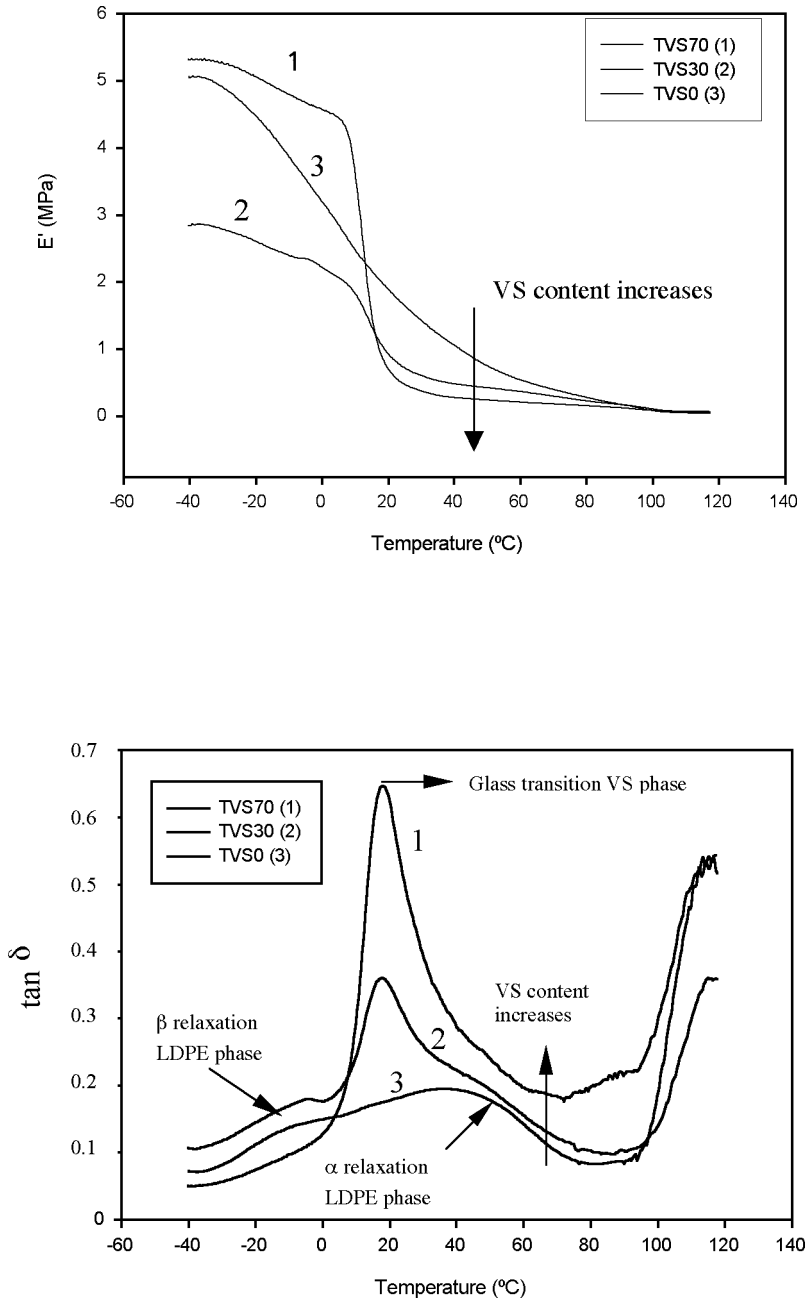 6
5
4
3
2
1
0
E' (MPa)
1
3
2
TVS70 (1)
TVS30 (2)
TVS0 (3)
VS content increases
-60 -40 -20 0 20 40 60 80 100 120 140
Temperature (ºC)
0.7
0.6
0.5
0.4
0.3
0.2
0.1
0
tan δ
TVS70 (1)
TVS30 (2)
TVS0 (3)
Glass transition VS phase
1
2
3
β relaxation
LDPE phase
VS content
increases
α relaxation
LDPE phase
-60 -40 -20 0 20 40 60 80 100 120 140
Temperature (ºC)